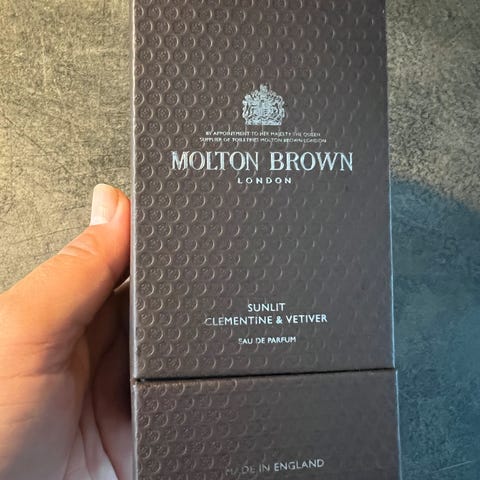 BY APPOINTMENT TO HER MAJESTY THE QUEEN
SUPPLIER OF TOILETRIES MOLTON BROWN LONDON
MOLTON BROWN
LONDON
SUNLIT
CLEMENTINE & VETIVER
EAU DE PARFUM
MADE IN ENGLAND